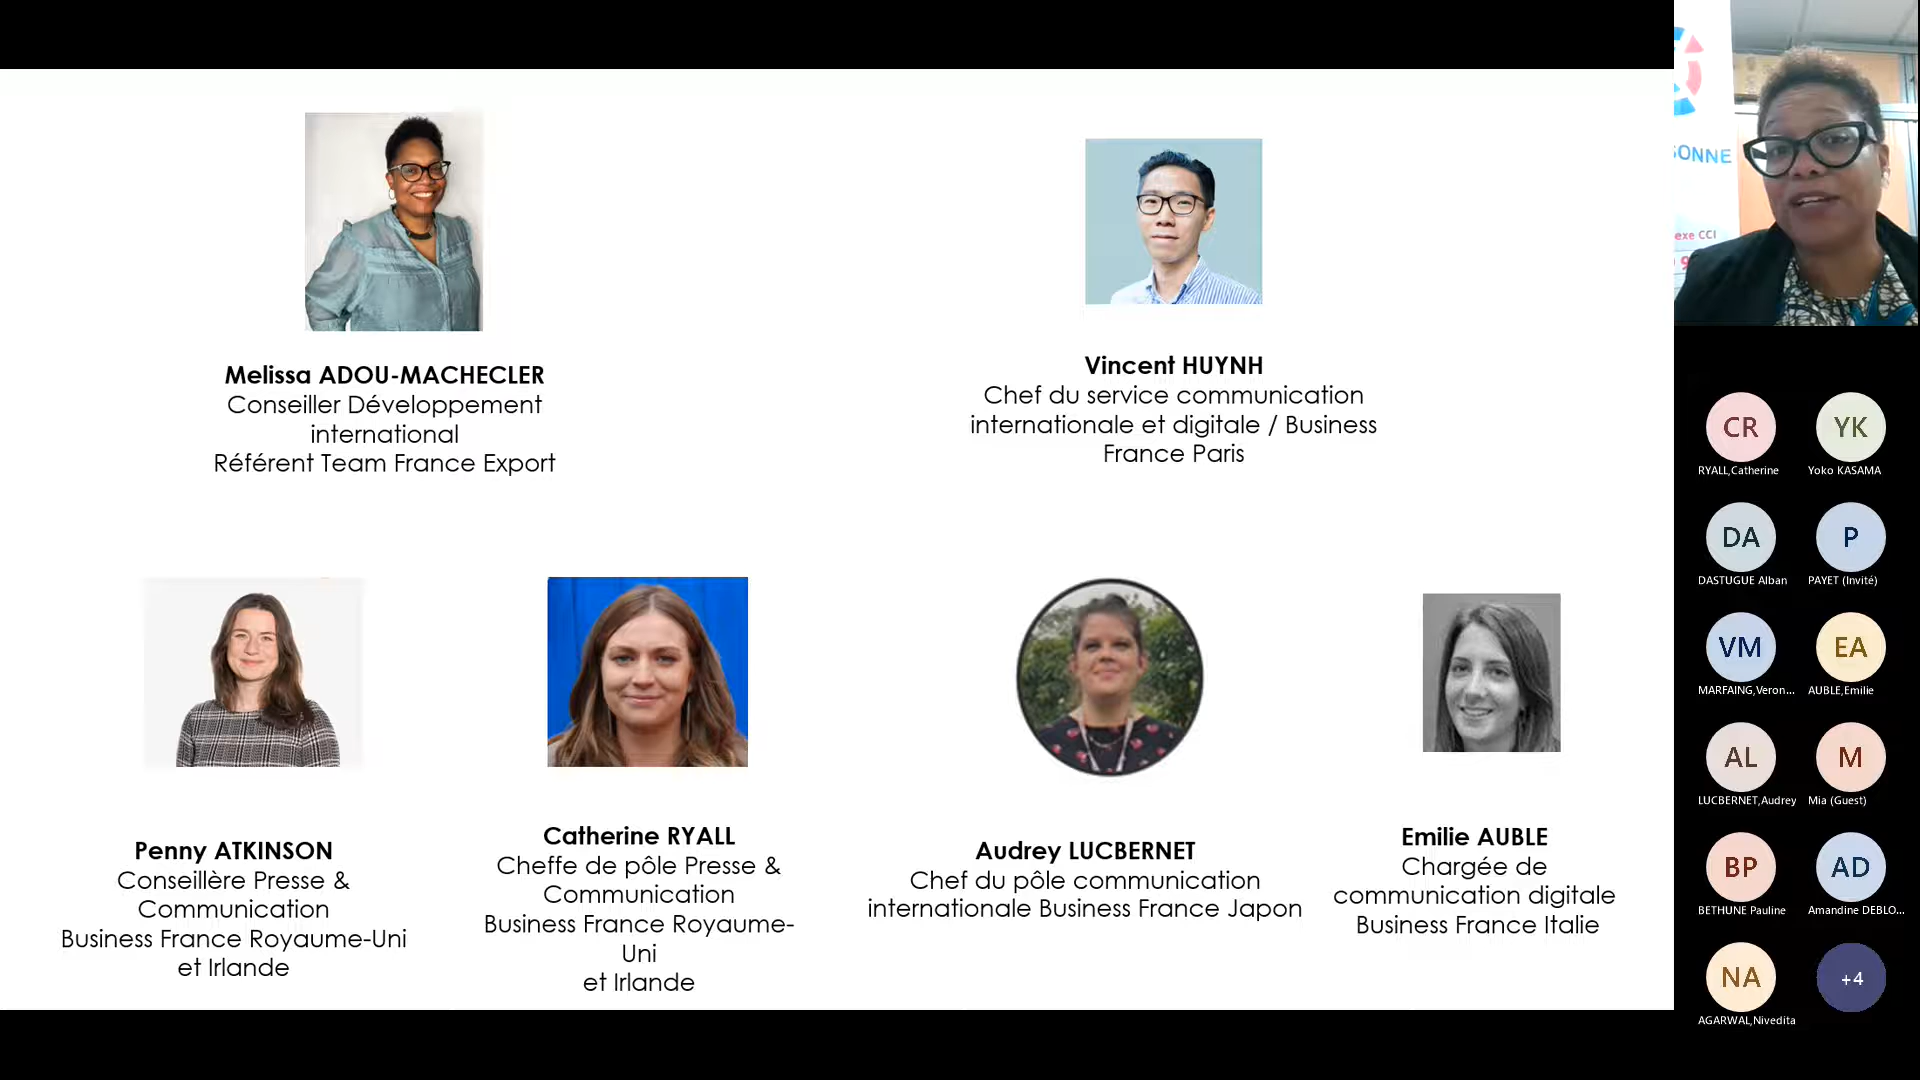 Melissa ADOU-MACHECLER
Conseiller Développement
international
Référent Team France Export
Vincent HUYNH
Chef du service communication
internationale et digitale / Business
France Paris
Penny ATKINSON
Conseillère Presse &
Communication
Business France Royaume-Uni
et Irlande
Catherine RYALL
Cheffe de pôle Presse &
Communication
Business France Royaume-
Uni
et Irlande
Audrey LUCBERNET
Chef du pôle communication
internationale Business France Japon
Emilie AUBLE
Chargée de
communication digitale
Business France Italie
SONNE
exe CCI
9
CR
RYALL,Catherine
YK
Yoko KASAMA
DA
DASTUGUE Alban
P
PAYET (Invité)
VM
MARFAING,Veron...
EA
AUBLE,Emilie
AL
LUCBERNET,Audrey
M
Mia (Guest)
BP
BETHUNE Pauline
AD
Amandine DEBLO...
NA
AGARWAL,Nivedita
+4